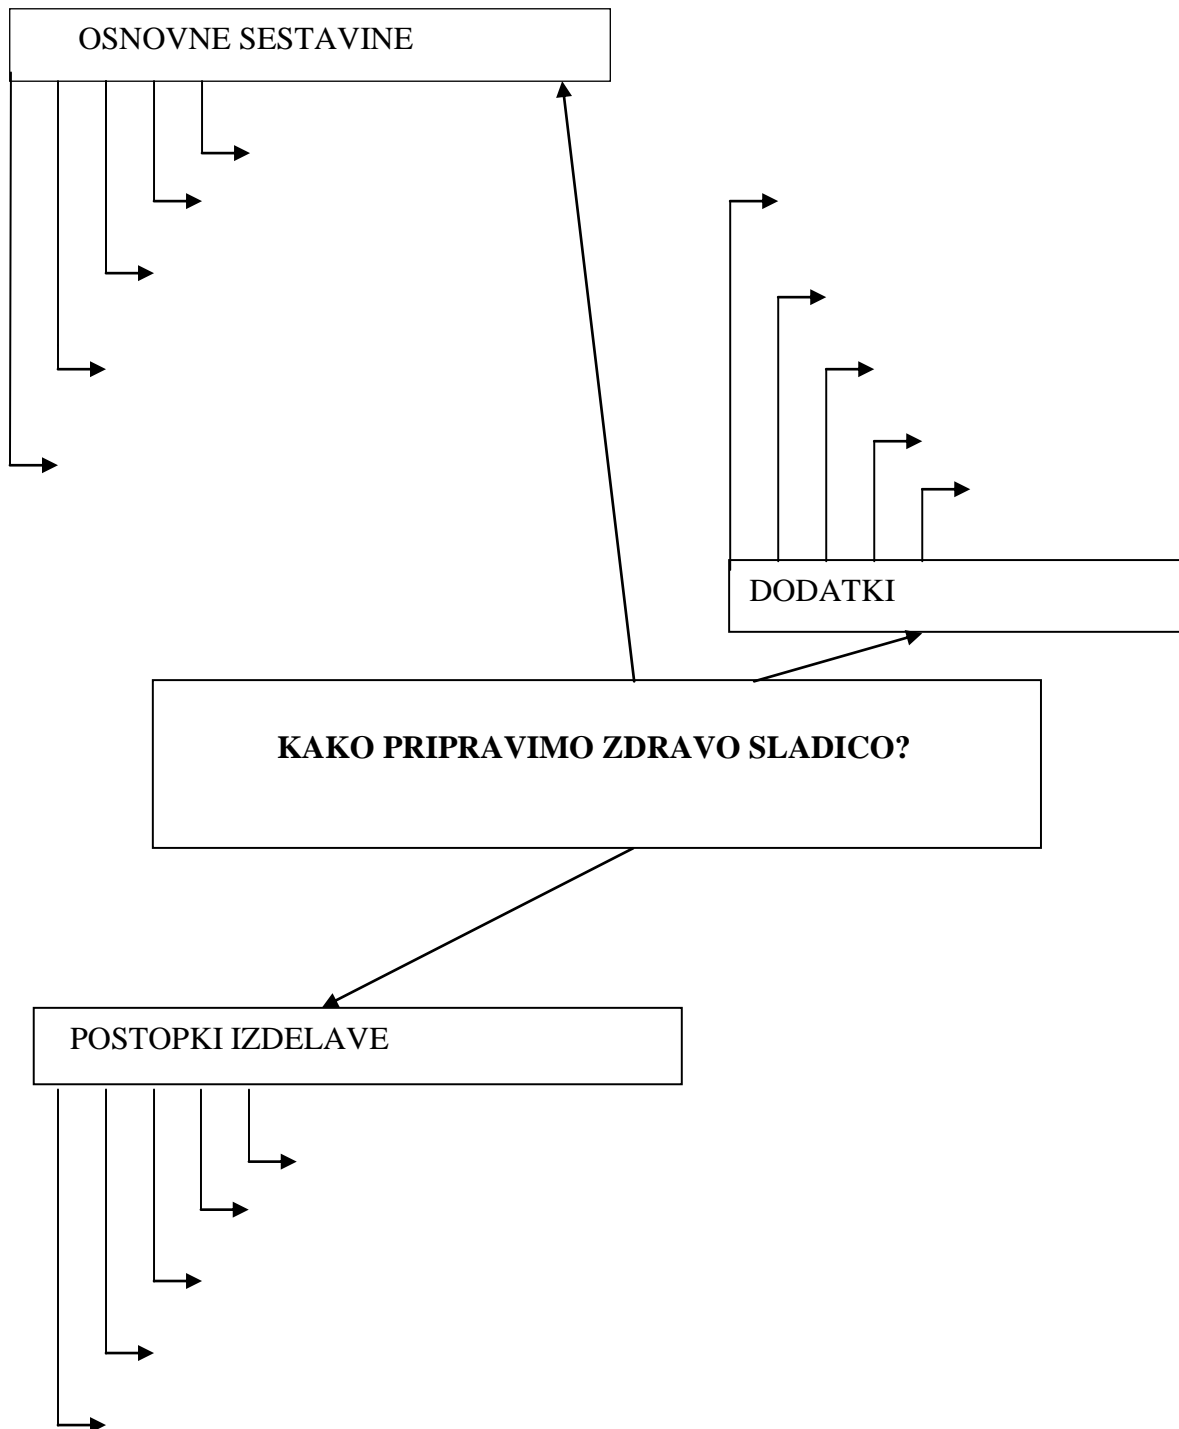 OSNOVNE SESTAVINE
DODATKI
KAKO PRIPRAVIMO ZDRAVO SLADICO?
POSTOPKI IZDELAVE